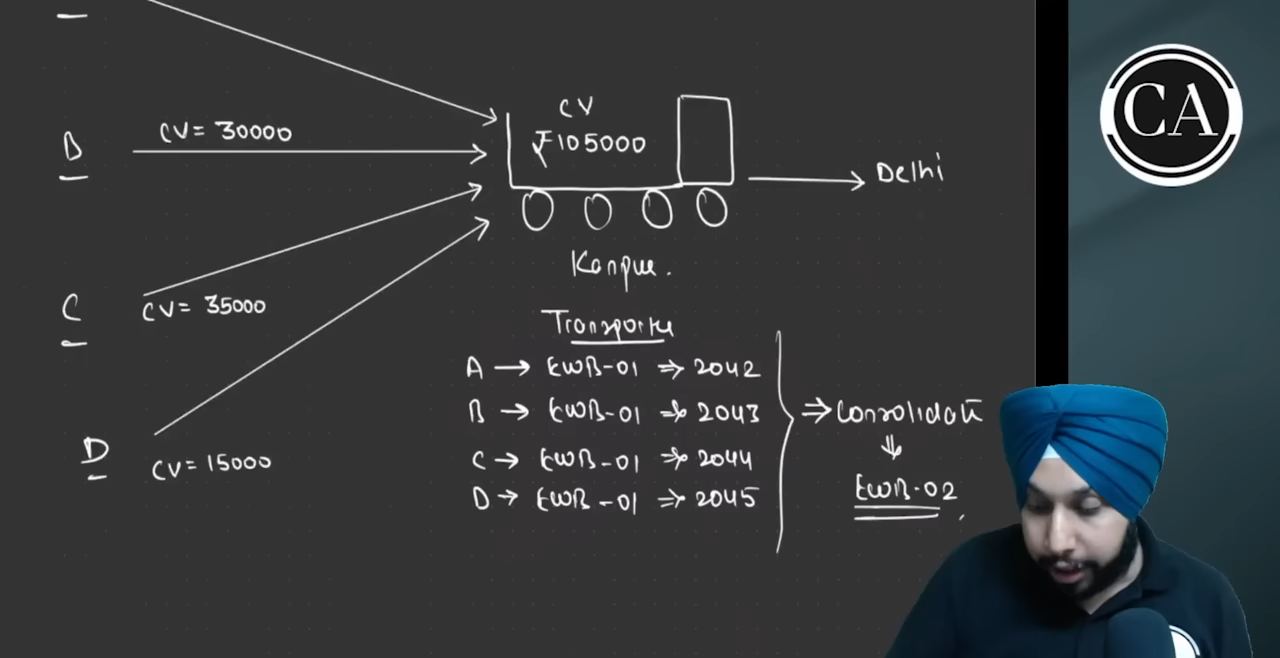 CV
B CV= 30000 ₹105000
Delhi
Kanpur.
C CV= 35000
Transporter
A → EWB-01 ⇒ 2042
B → EWB-01 ⇒ 2043 ⇒ Consolidate
D CV= 15000 C → EWB-01 ⇒ 2044
D → EWB-01 ⇒ 2045 EWB-02
CA